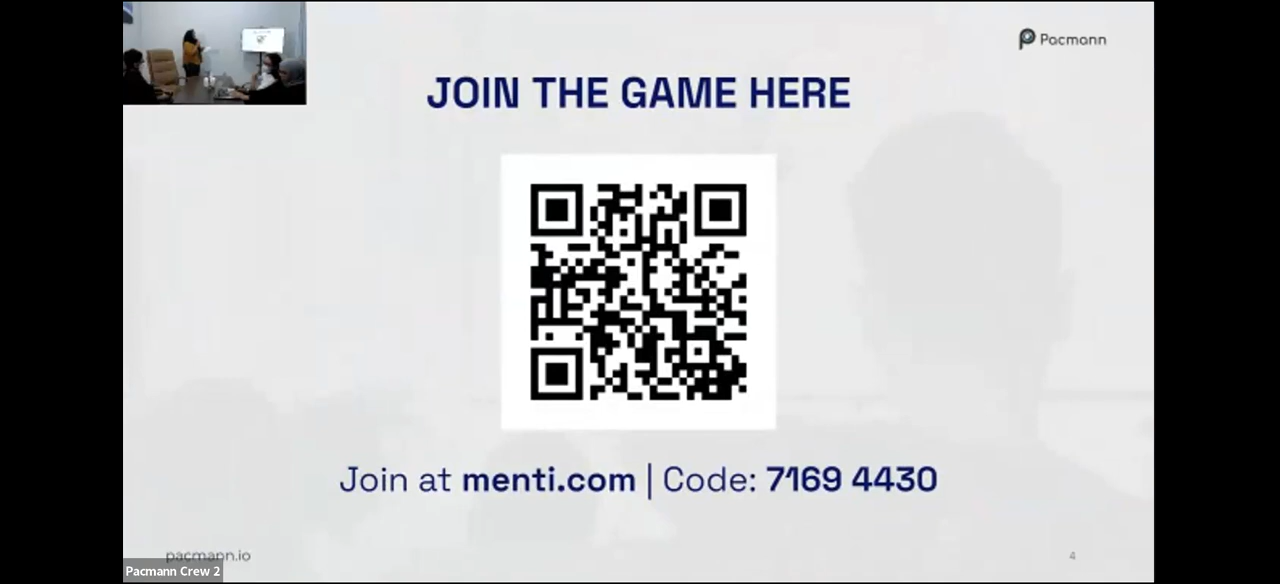 Pacmann
JOIN THE GAME HERE
Join at menti.com | Code: 7169 4430
pacmann.io
4
Pacmann Crew 2